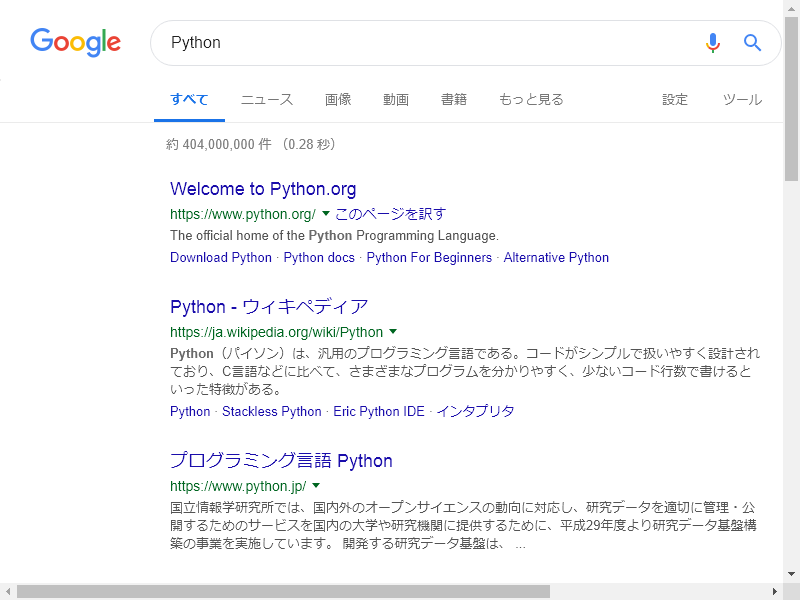 Google
Python
すべて ニュース 画像 動画 書籍 もっと見る 設定 ツール
約 404,000,000 件 （0.28 秒）
Welcome to Python.org
https://www.python.org/ このページを訳す
The official home of the Python Programming Language.
Download Python · Python docs · Python For Beginners · Alternative Python
Python - ウィキペディア
https://ja.wikipedia.org/wiki/Python
Python（パイソン）は、汎用のプログラミング言語である。コードがシンプルで扱いやすく設計され
ており、C言語などに比べて、さまざまなプログラムを分かりやすく、少ないコード行数で書けると
いった特徴がある。
Python · Stackless Python · Eric Python IDE · インタプリタ
プログラミング言語 Python
https://www.python.jp/
国立情報学研究所では、国内外のオープンサイエンスの動向に対応し、研究データを適切に管理・公
開するためのサービスを国内の大学や研究機関に提供するために、平成29年度より研究データ基盤構
築の事業を実施しています。 開発する研究データ基盤は、 ...